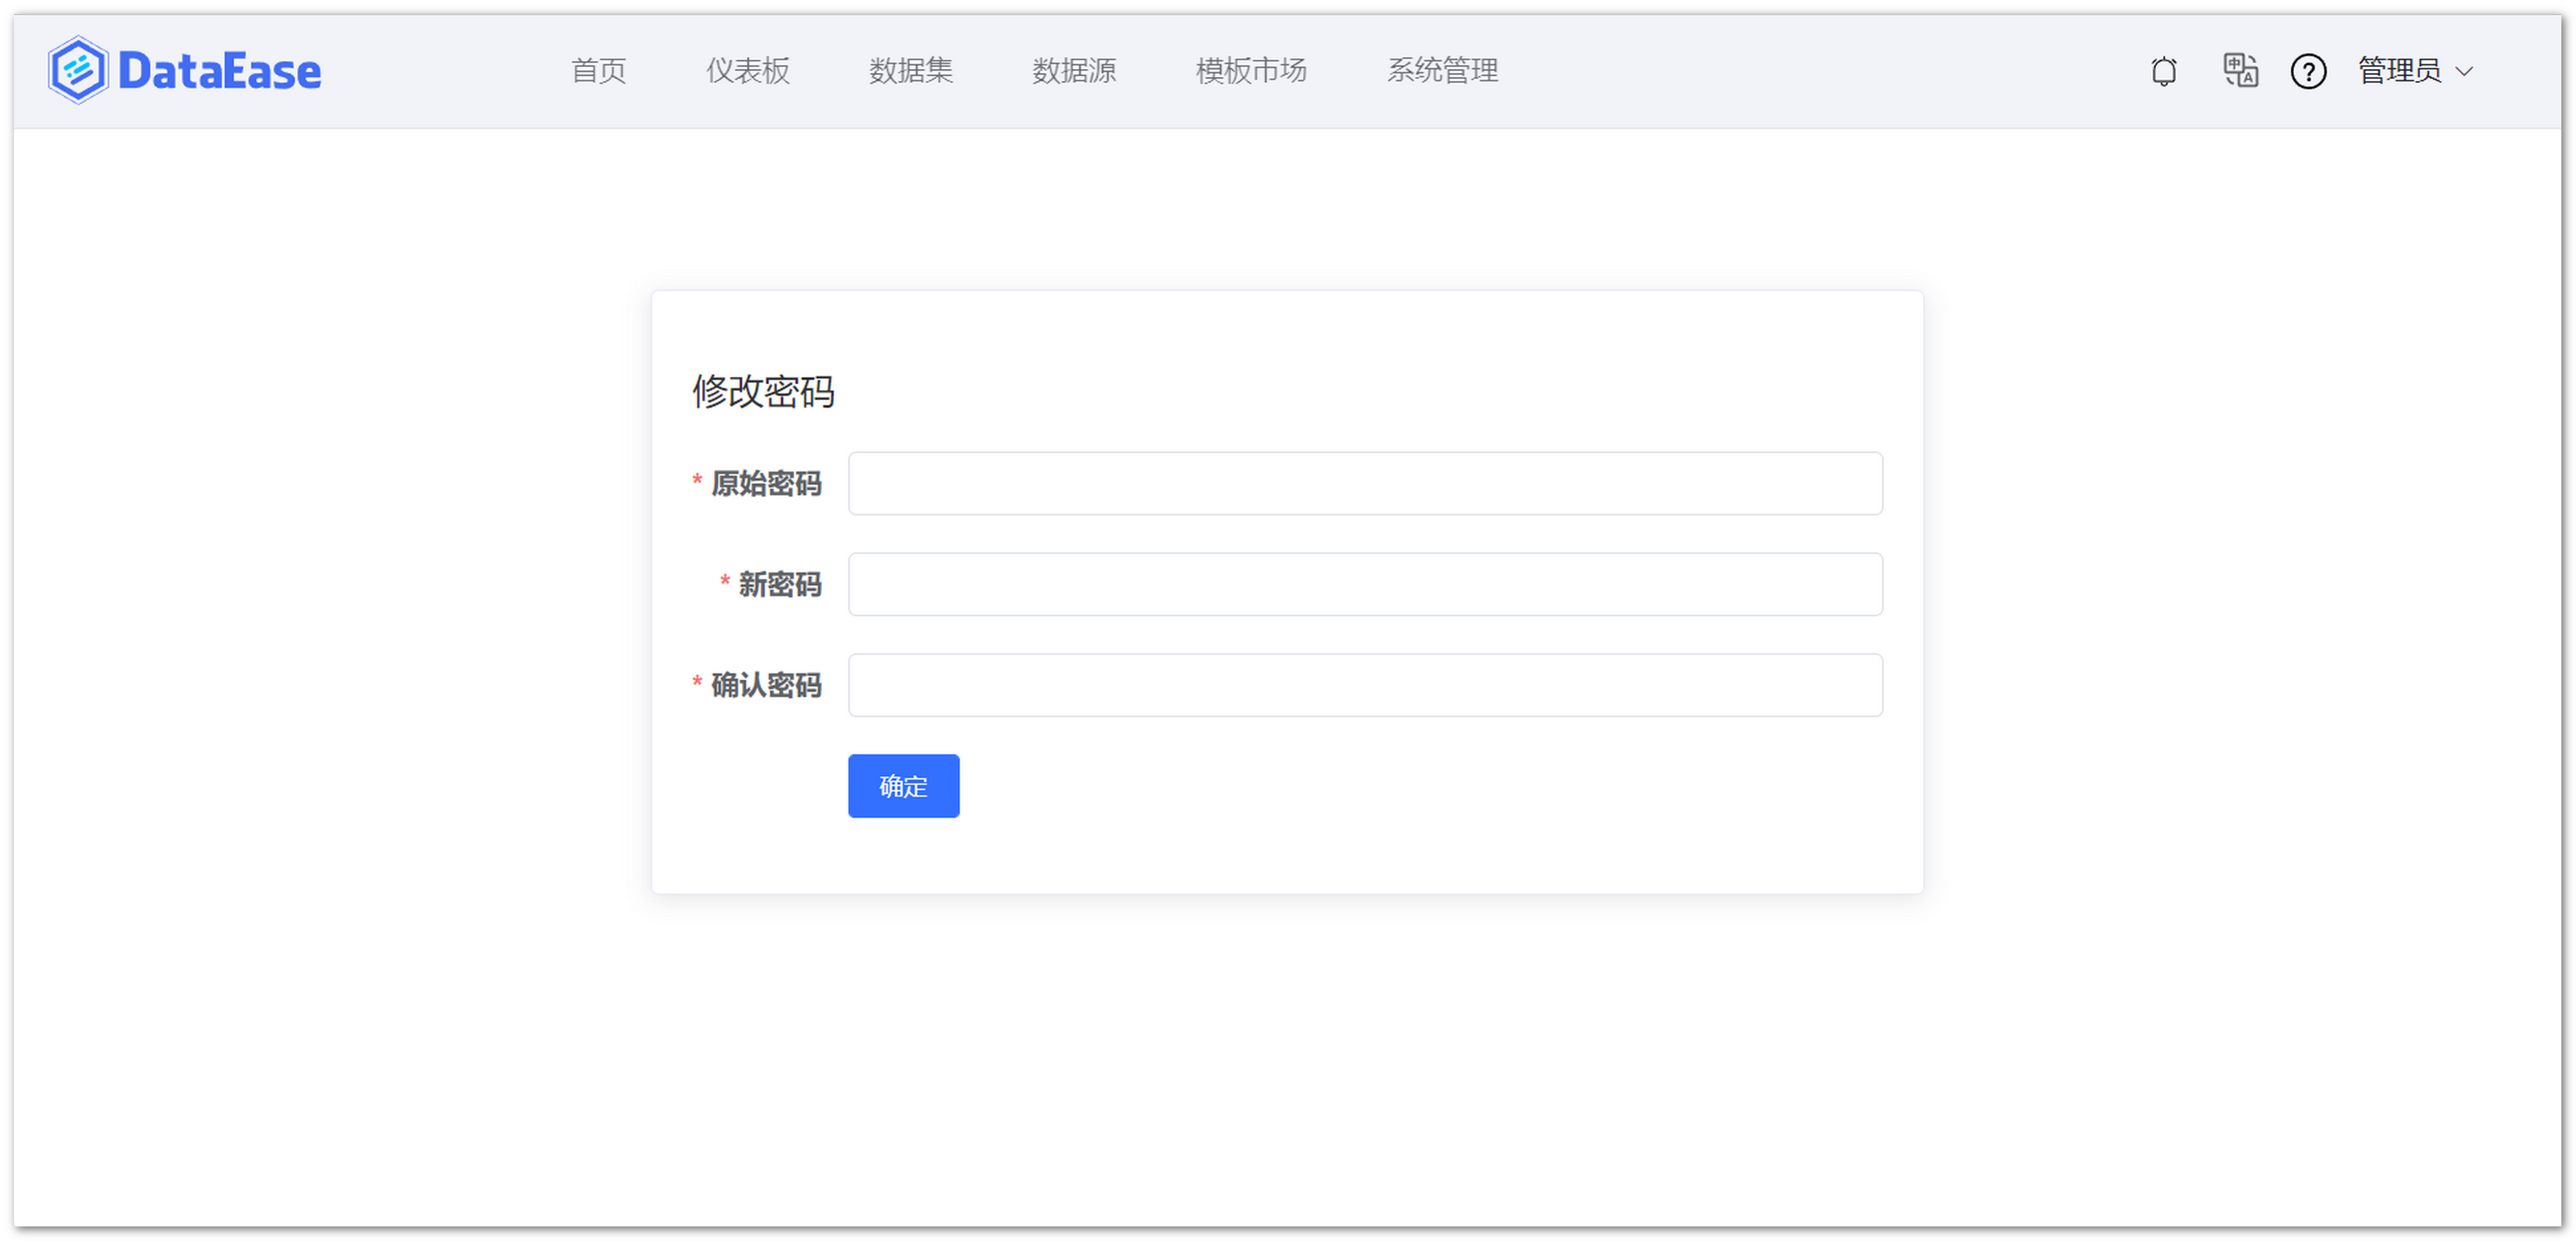 DataEase 首页 仪表板 数据集 数据源 模板市场 系统管理 中 A ? 管理员
修改密码
* 原始密码
* 新密码
* 确认密码
确定